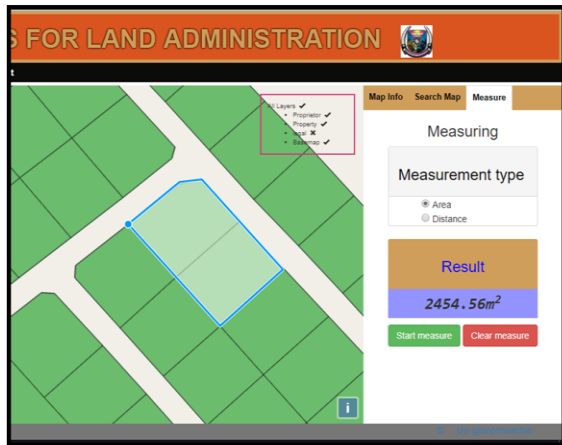 S FOR LAND ADMINISTRATION
t
All Layers ✔
Proprietor ✔
Property ✔
legal ✖
Basemap ✔
Map Info Search Map Measure
Measuring
Measurement type
Area
Distance
Result
2454.56m²
Start measure Clear measure
i